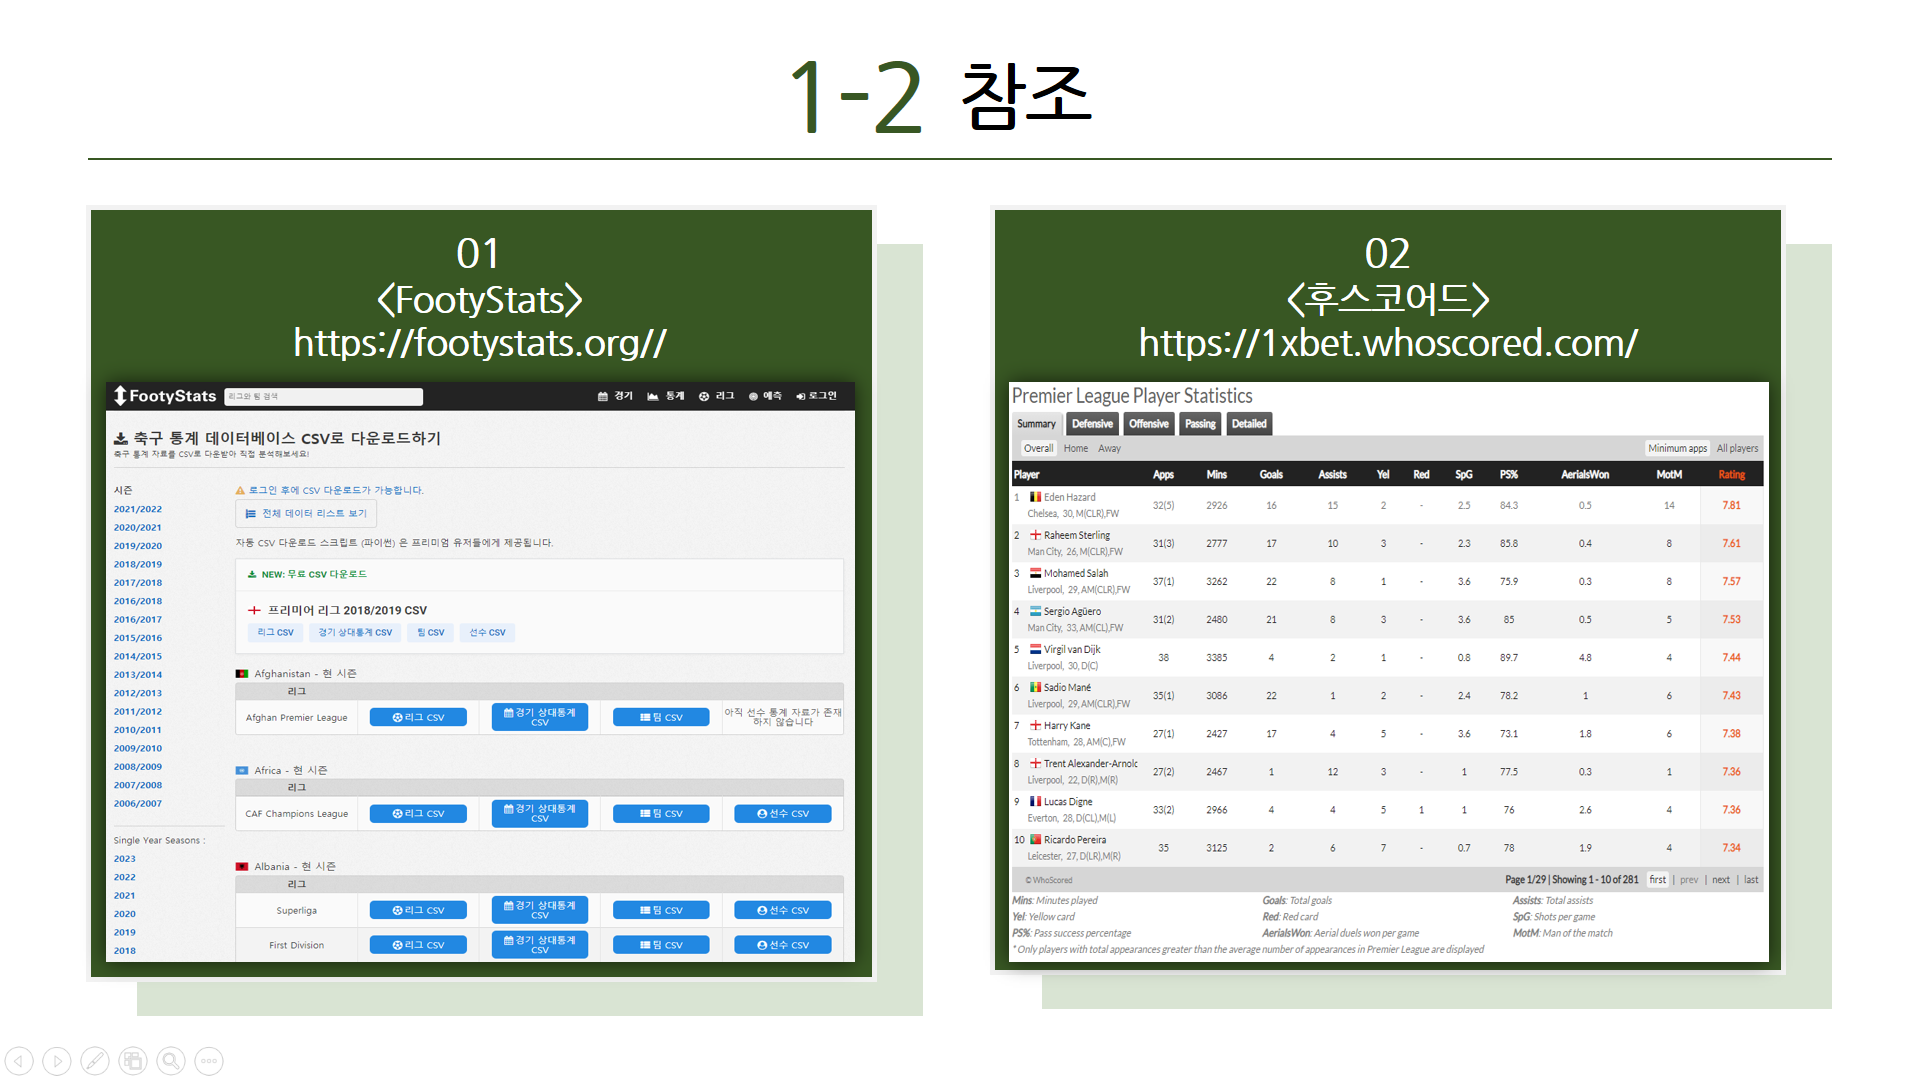 1-2 참조
01
<FootyStats>
https://footystats.org//
FootyStats 리그와 팀 검색 경기 통계 리그 예측 로그인
축구 통계 데이터베이스 CSV로 다운로드하기
축구 통계 자료를 CSV로 다운받아 직접 분석해보세요!
시즌
2021/2022
2020/2021
2019/2020
2018/2019
2017/2018
2016/2018
2016/2017
2015/2016
2014/2015
2013/2014
2012/2013
2011/2012
2010/2011
2009/2010
2008/2009
2007/2008
2006/2007
Single Year Seasons :
2023
2022
2021
2020
2019
2018
로그인 후에 CSV 다운로드가 가능합니다.
전체 데이터 리스트 보기
자동 CSV 다운로드 스크립트 (파이썬) 은 프리미엄 유저들에게 제공됩니다.
NEW: 무료 CSV 다운로드
프리미어 리그 2018/2019 CSV
리그 CSV 경기 상대통계 CSV 팀 CSV 선수 CSV
Afghanistan - 현 시즌
리그
Afghan Premier League 리그 CSV 경기 상대통계 CSV 팀 CSV 아직 선수 통계 자료가 존재하지 않습니다
Africa - 현 시즌
리그
CAF Champions League 리그 CSV 경기 상대통계 CSV 팀 CSV 선수 CSV
Albania - 현 시즌
리그
Superliga 리그 CSV 경기 상대통계 CSV 팀 CSV 선수 CSV
First Division 리그 CSV 경기 상대통계 CSV 팀 CSV 선수 CSV
02
<후스코어드>
https://1xbet.whoscored.com/
Premier League Player Statistics
Summary Defensive Offensive Passing Detailed
Overall Home Away Minimum apps All players
Player Apps Mins Goals Assists Yel Red SpG PS% AerialsWon MotM Rating
1 Eden Hazard 32(5) 2926 16 15 2 - 2.5 84.3 0.5 14 7.81
Chelsea, 30, M(CLR),FW
2 Raheem Sterling 31(3) 2777 17 10 3 - 2.3 85.8 0.4 8 7.61
Man City, 26, M(CLR),FW
3 Mohamed Salah 37(1) 3262 22 8 1 - 3.6 75.9 0.3 8 7.57
Liverpool, 29, AM(CLR),FW
4 Sergio Agüero 31(2) 2480 21 8 3 - 3.6 85 0.5 5 7.53
Man City, 33, AM(CL),FW
5 Virgil van Dijk 38 3385 4 2 1 - 0.8 89.7 4.8 4 7.44
Liverpool, 30, D(C)
6 Sadio Mané 35(1) 3086 22 1 2 - 2.4 78.2 1 6 7.43
Liverpool, 29, AM(CLR),FW
7 Harry Kane 27(1) 2427 17 4 5 - 3.6 73.1 1.8 6 7.38
Tottenham, 28, AM(C),FW
8 Trent Alexander-Arnold 27(2) 2467 1 12 3 - 1 77.5 0.3 1 7.36
Liverpool, 22, D(R),M(R)
9 Lucas Digne 33(2) 2966 4 4 5 1 1 76 2.6 4 7.36
Everton, 28, D(CL),M(L)
10 Ricardo Pereira 35 3125 2 6 7 - 0.7 78 1.9 4 7.34
Leicester, 27, D(LR),M(R)
© WhoScored Page 1/29 | Showing 1 - 10 of 281 first | prev | next | last
Mins: Minutes played Goals: Total goals Assists: Total assists
Yel: Yellow card Red: Red card SpG: Shots per game
PS%: Pass success percentage AerialsWon: Aerial duels won per game MotM: Man of the match
* Only players with total appearances greater than the average number of appearances in Premier League are displayed